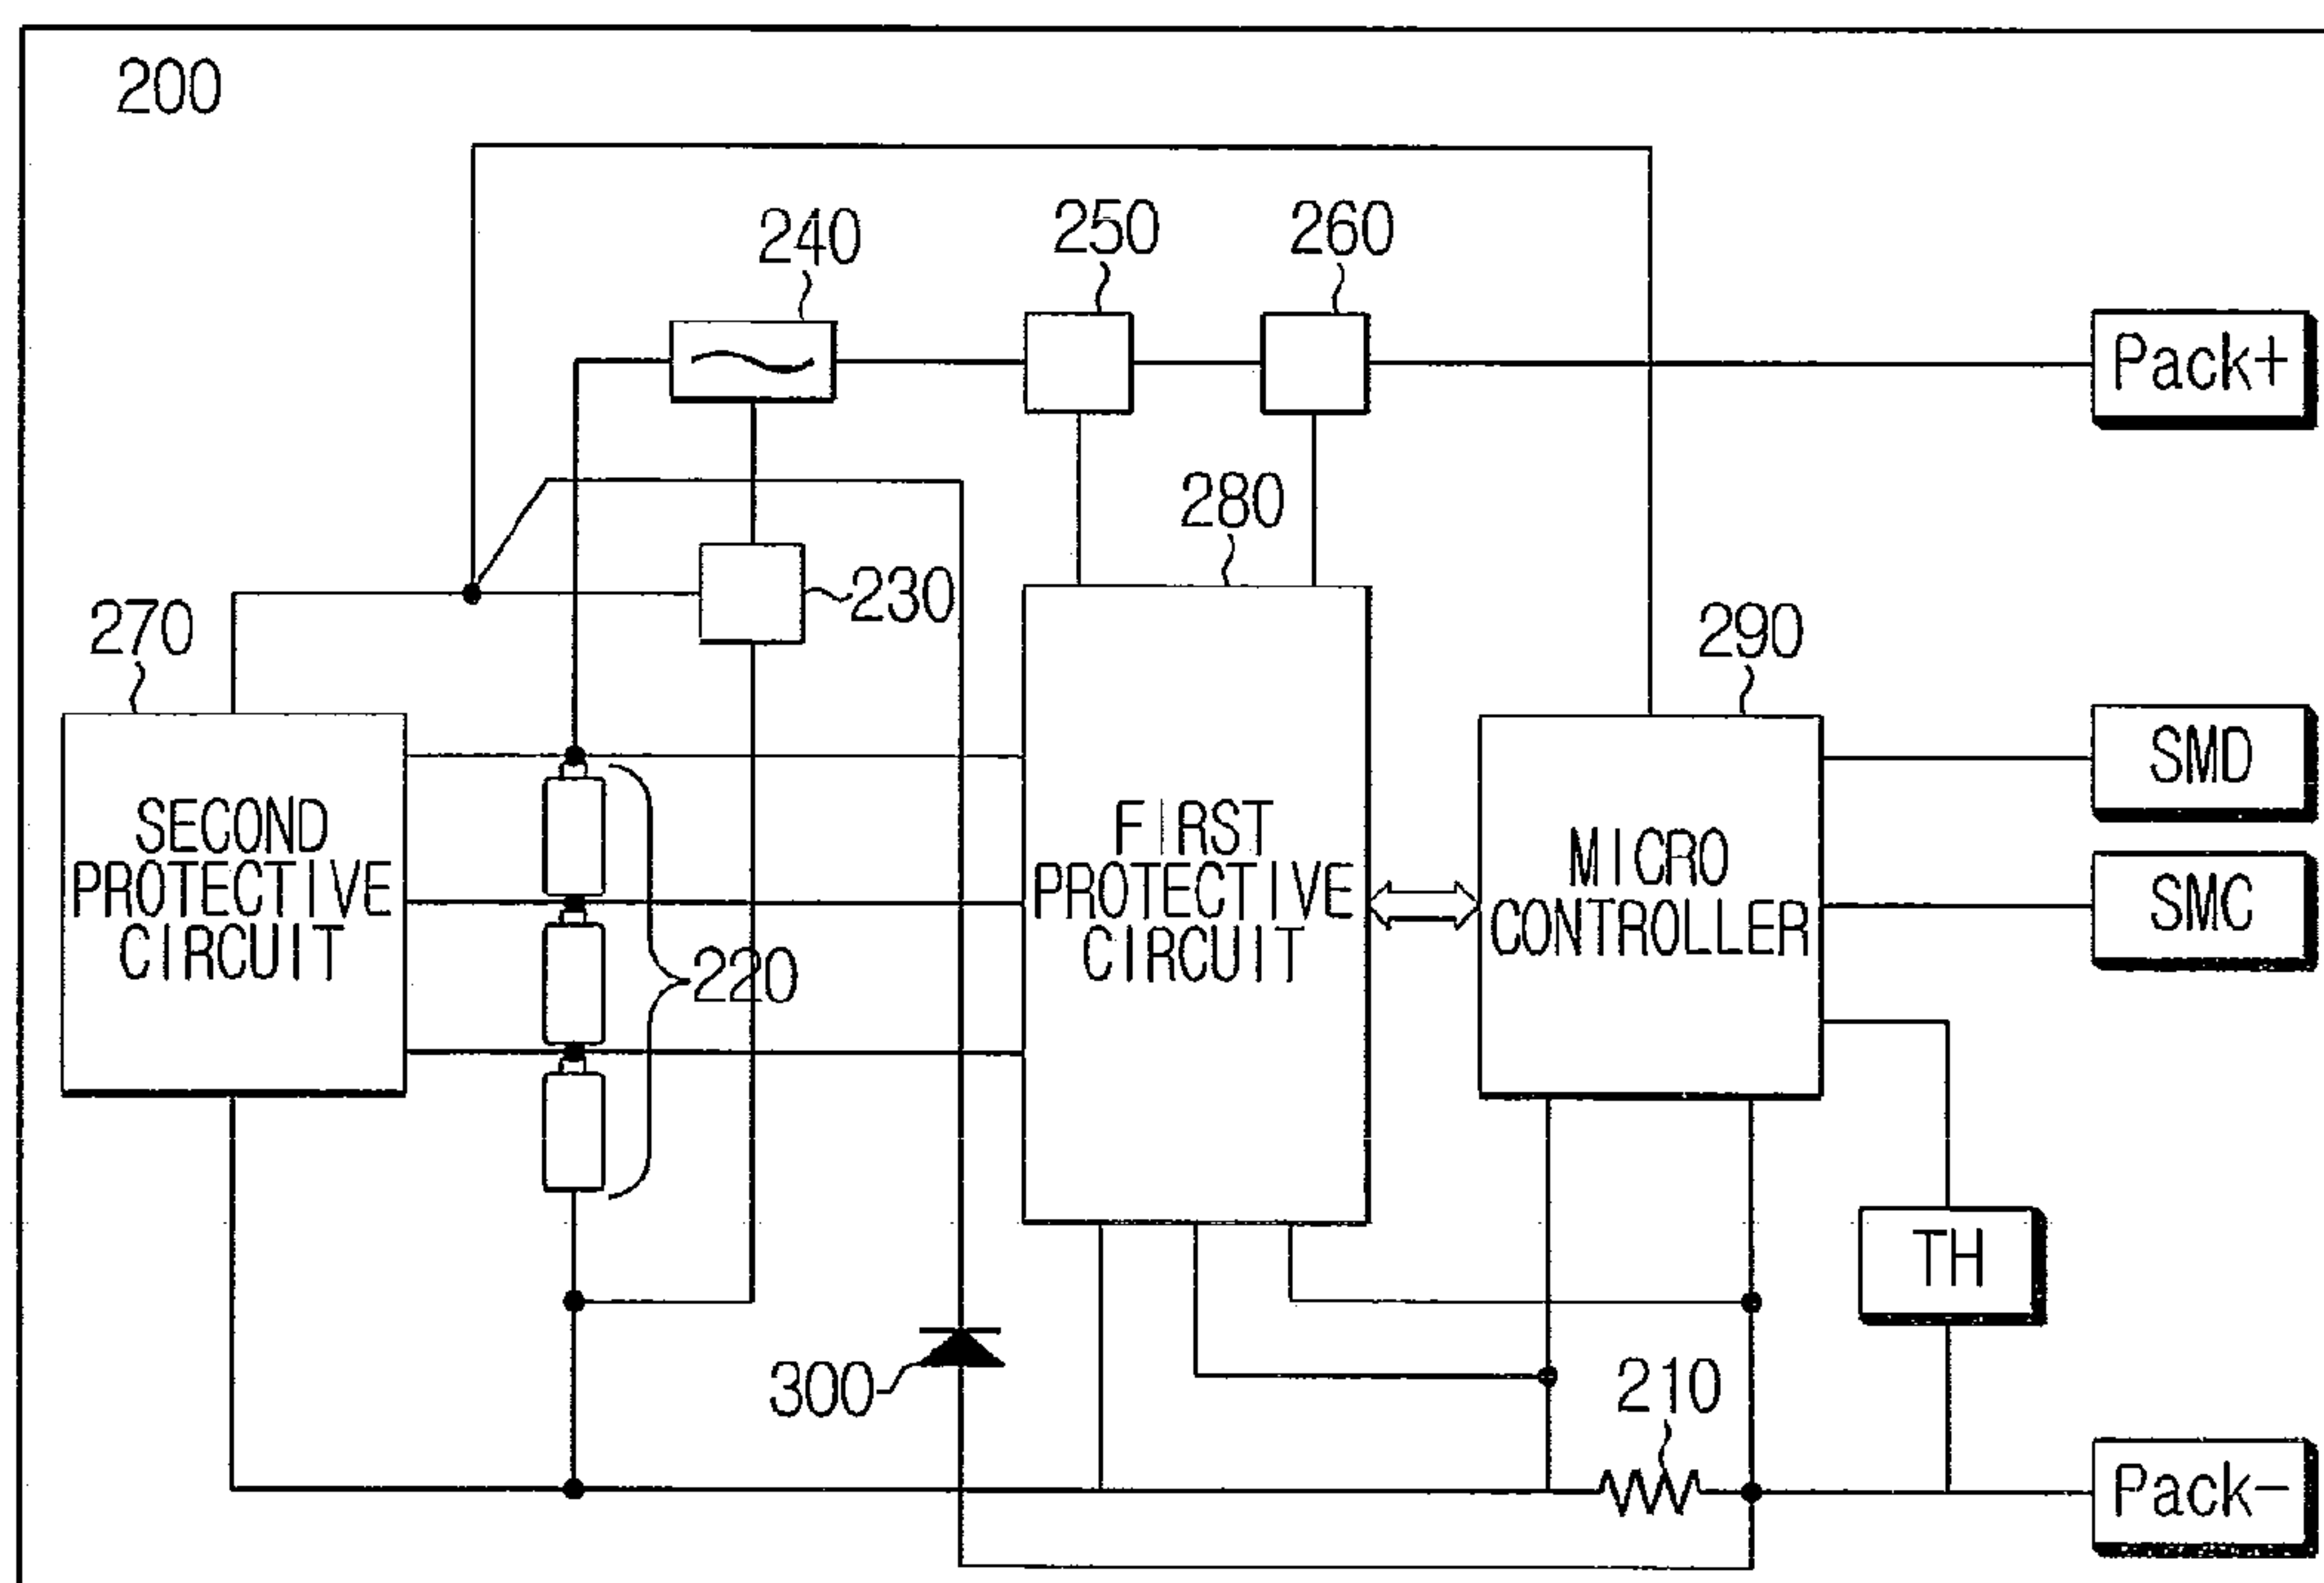 200
240
250
260
Pack+
280
230
270
290
SMD
SECOND
PROTECTIVE
CIRCUIT
FIRST
PROTECTIVE
CIRCUIT
MICRO
CONTROLLER
SMC
220
TH
300
210
Pack-